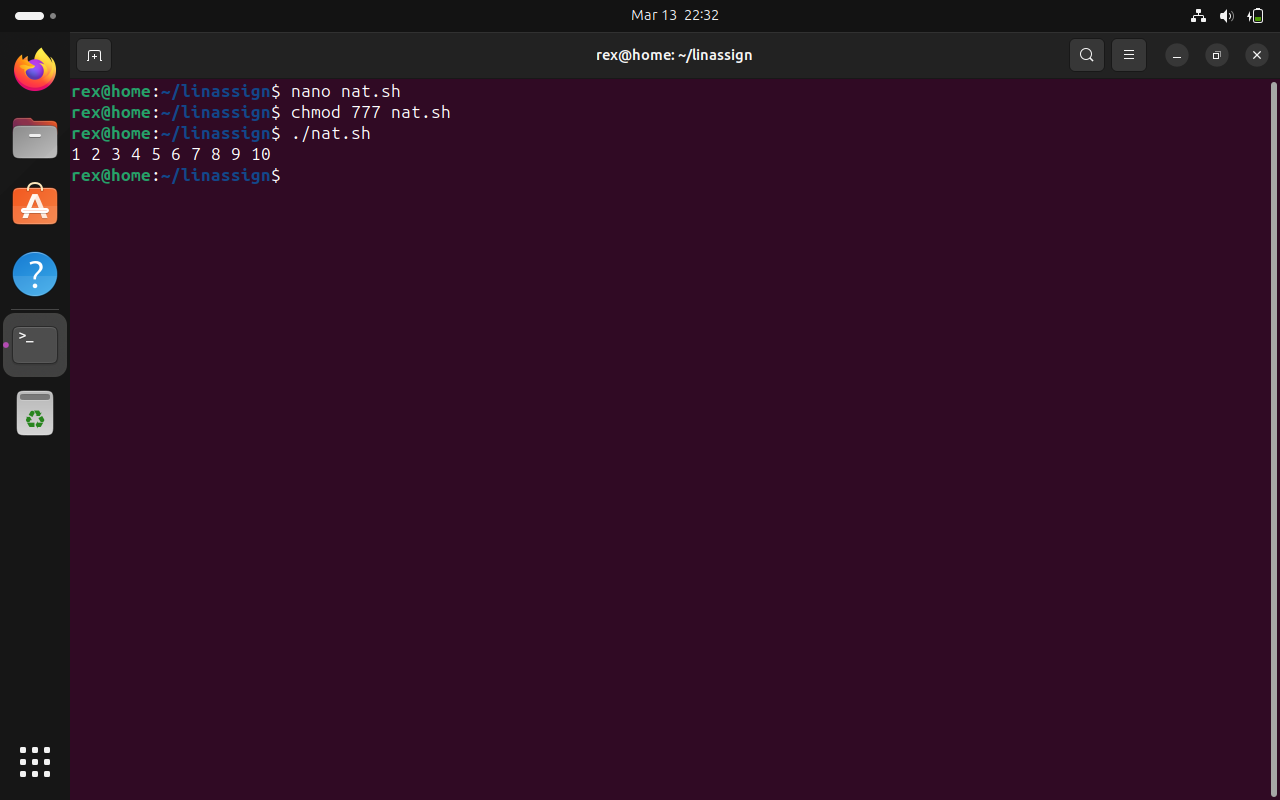 Mar 13 22:32
rex@home: ~/linassign
rex@home:~/linassign$ nano nat.sh
rex@home:~/linassign$ chmod 777 nat.sh
rex@home:~/linassign$ ./nat.sh
1 2 3 4 5 6 7 8 9 10
rex@home:~/linassign$